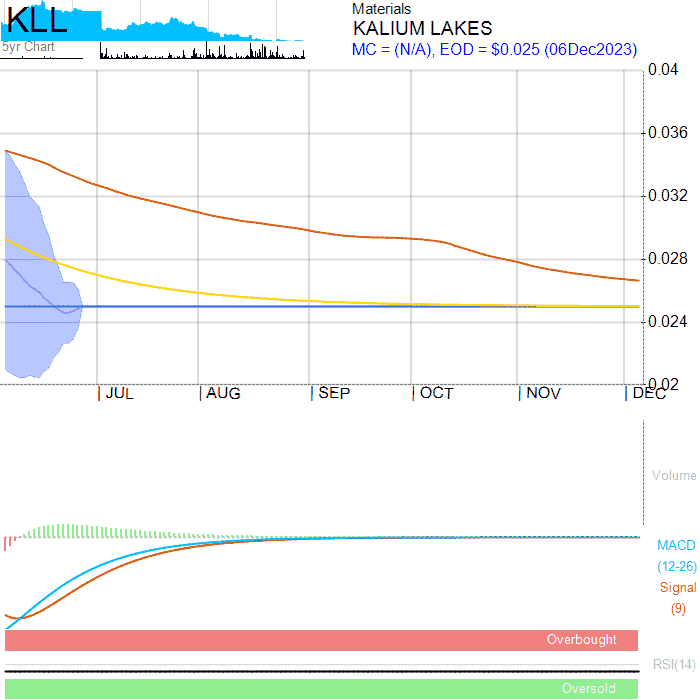 KLL
5yr Chart
Materials
KALIUM LAKES
MC = (N/A), EOD = $0.025 (06Dec2023)
0.04
0.036
0.032
0.028
0.024
0.02
JUL AUG SEP OCT NOV DEC
Volume
MACD
(12-26)
Signal
(9)
Overbought
RSI(14)
Oversold